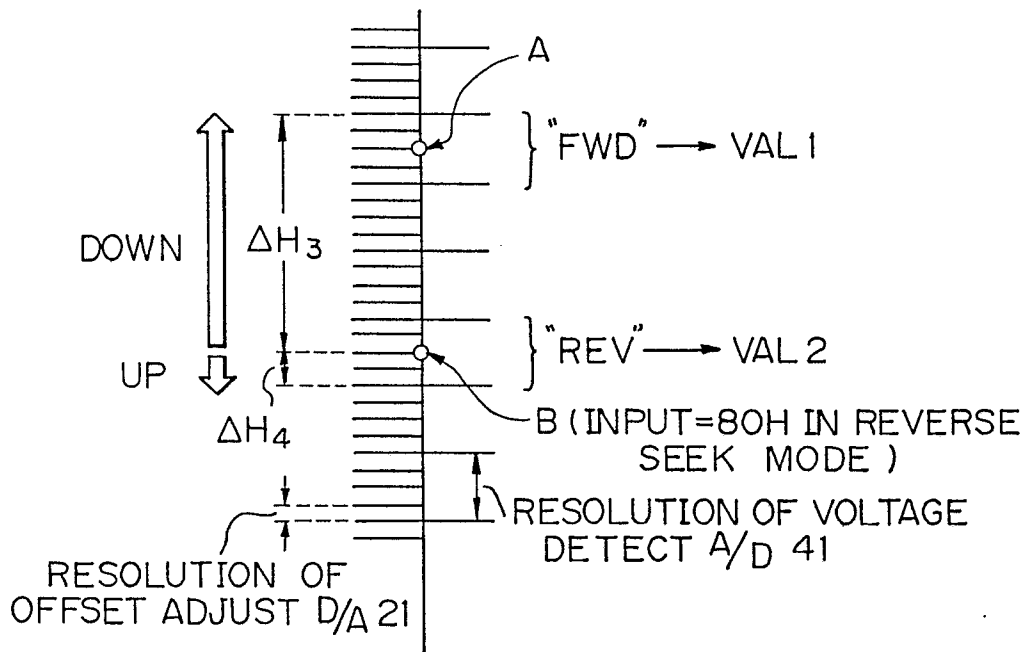 A
"FWD" → VAL 1
DOWN
ΔH3
"REV" → VAL 2
UP
ΔH4
B (INPUT=80H IN REVERSE
SEEK MODE)
RESOLUTION OF VOLTAGE
DETECT A/D 41
RESOLUTION OF
OFFSET ADJUST D/A 21